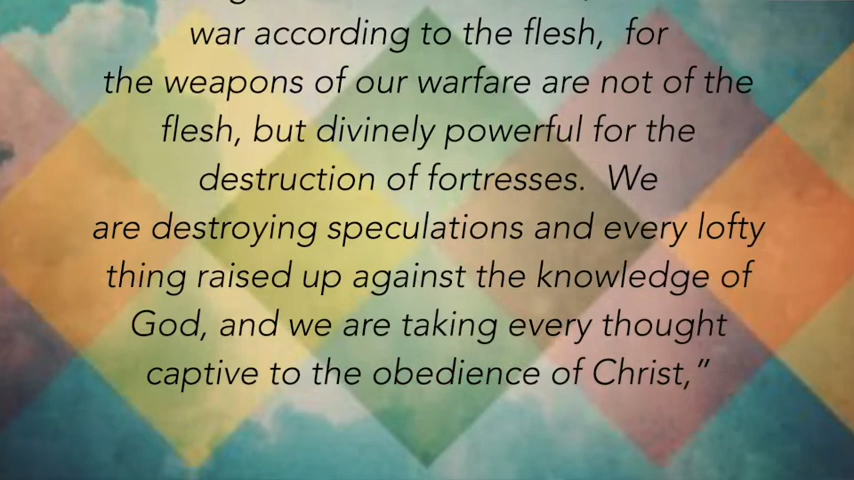 war according to the flesh, for
the weapons of our warfare are not of the
flesh, but divinely powerful for the
destruction of fortresses. We
are destroying speculations and every lofty
thing raised up against the knowledge of
God, and we are taking every thought
captive to the obedience of Christ,”